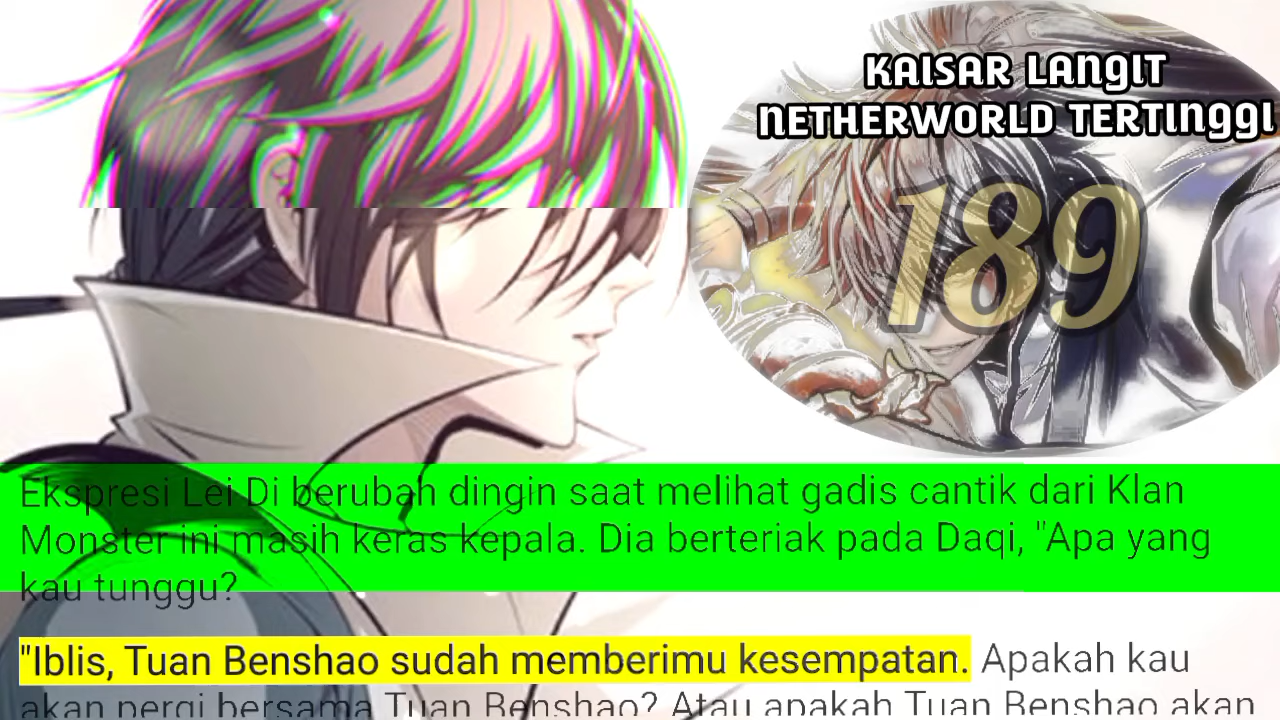 KAISAR LANGIT
NETHERWORLD TERTINGGI
189
Ekspresi Lei Di berubah dingin saat melihat gadis cantik dari Klan
Monster ini masih keras kepala. Dia berteriak pada Daqi, "Apa yang
kau tunggu?
"Iblis, Tuan Benshao sudah memberimu kesempatan. Apakah kau
akan pergi bersama Tuan Benshao? Atau apakah Tuan Benshao akan